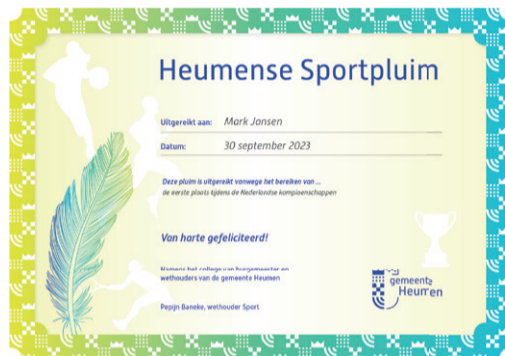 Heumense Sportpluim
Uitgereikt aan: Mark Jansen
Datum: 30 september 2023
Deze pluim is uitgereikt vanwege het bereiken van ...
de eerste plaats tijdens de Nederlandse kampioenschappen
Van harte gefeliciteerd!
Namens het college van burgemeester en
wethouders van de gemeente Heumen
Pepijn Baneke, wethouder Sport
gemeente
Heumen